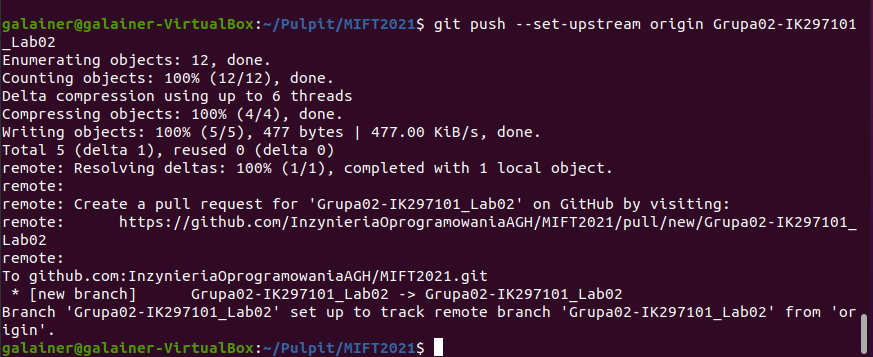 galainer@galainer-VirtualBox:~/Pulpit/MIFT2021$ git push --set-upstream origin Grupa02-IK297101
_Lab02
Enumerating objects: 12, done.
Counting objects: 100% (12/12), done.
Delta compression using up to 6 threads
Compressing objects: 100% (4/4), done.
Writing objects: 100% (5/5), 477 bytes | 477.00 KiB/s, done.
Total 5 (delta 1), reused 0 (delta 0)
remote: Resolving deltas: 100% (1/1), completed with 1 local object.
remote:
remote: Create a pull request for 'Grupa02-IK297101_Lab02' on GitHub by visiting:
remote:      https://github.com/InzynieriaOprogramowaniaAGH/MIFT2021/pull/new/Grupa02-IK297101_
Lab02
remote:
To github.com:InzynieriaOprogramowaniaAGH/MIFT2021.git
 * [new branch]      Grupa02-IK297101_Lab02 -> Grupa02-IK297101_Lab02
Branch 'Grupa02-IK297101_Lab02' set up to track remote branch 'Grupa02-IK297101_Lab02' from 'or
igin'.
galainer@galainer-VirtualBox:~/Pulpit/MIFT2021$